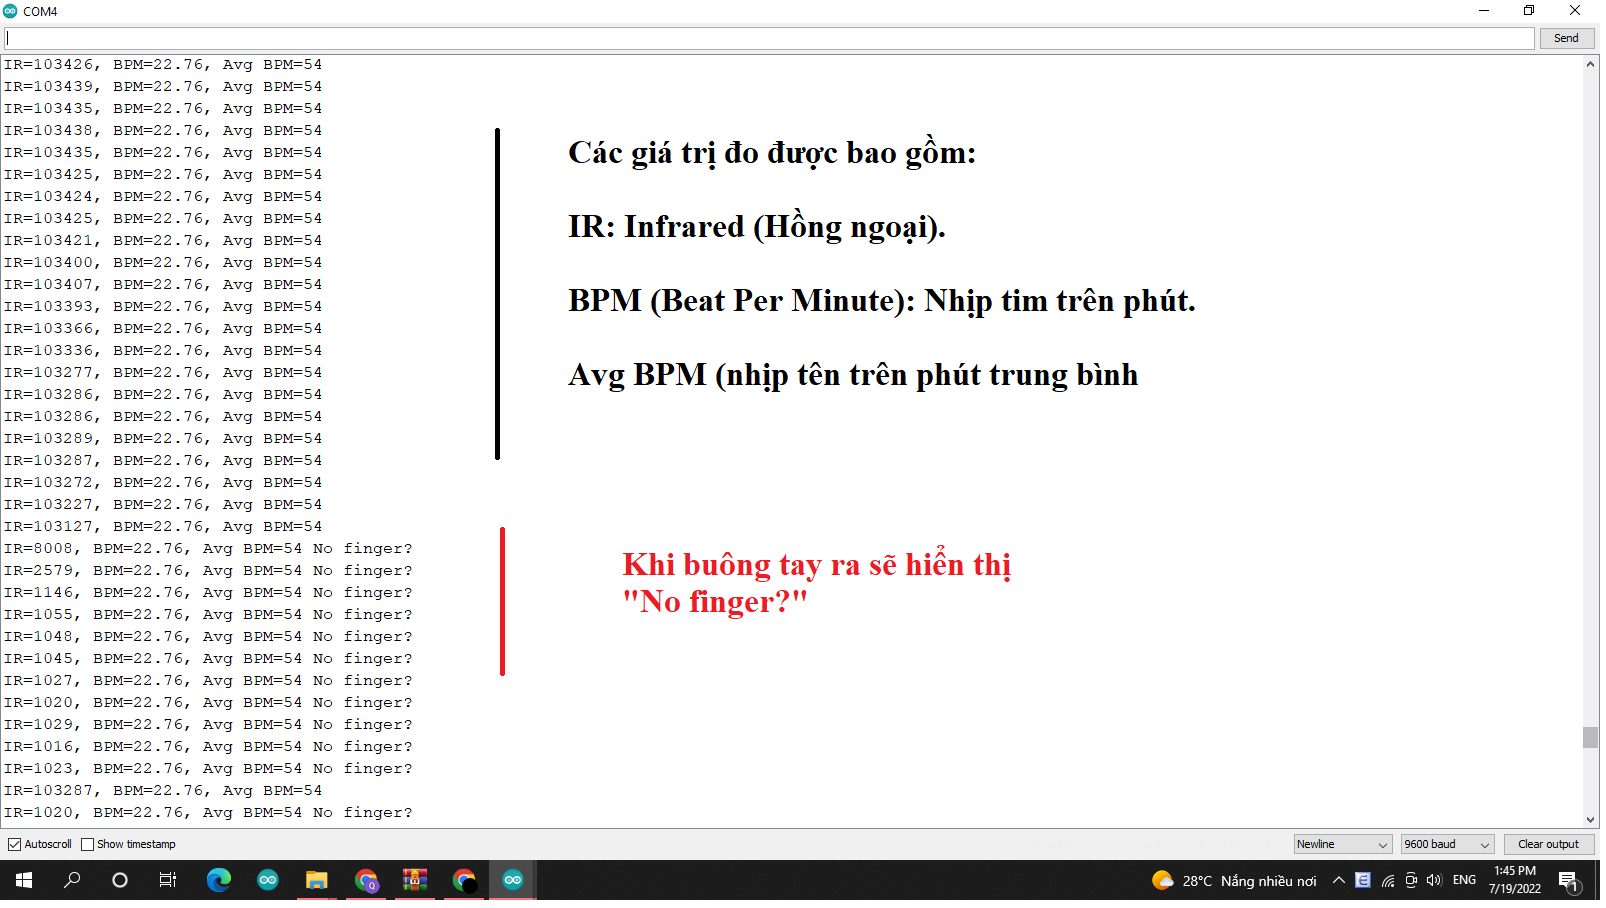 COM4
Send
IR=103426, BPM=22.76, Avg BPM=54
IR=103439, BPM=22.76, Avg BPM=54
IR=103435, BPM=22.76, Avg BPM=54
IR=103438, BPM=22.76, Avg BPM=54
IR=103435, BPM=22.76, Avg BPM=54
IR=103425, BPM=22.76, Avg BPM=54
IR=103424, BPM=22.76, Avg BPM=54
IR=103425, BPM=22.76, Avg BPM=54
IR=103421, BPM=22.76, Avg BPM=54
IR=103400, BPM=22.76, Avg BPM=54
IR=103407, BPM=22.76, Avg BPM=54
IR=103393, BPM=22.76, Avg BPM=54
IR=103366, BPM=22.76, Avg BPM=54
IR=103336, BPM=22.76, Avg BPM=54
IR=103277, BPM=22.76, Avg BPM=54
IR=103286, BPM=22.76, Avg BPM=54
IR=103286, BPM=22.76, Avg BPM=54
IR=103289, BPM=22.76, Avg BPM=54
IR=103287, BPM=22.76, Avg BPM=54
IR=103272, BPM=22.76, Avg BPM=54
IR=103227, BPM=22.76, Avg BPM=54
IR=103127, BPM=22.76, Avg BPM=54
IR=8008, BPM=22.76, Avg BPM=54 No finger?
IR=2579, BPM=22.76, Avg BPM=54 No finger?
IR=1146, BPM=22.76, Avg BPM=54 No finger?
IR=1055, BPM=22.76, Avg BPM=54 No finger?
IR=1048, BPM=22.76, Avg BPM=54 No finger?
IR=1045, BPM=22.76, Avg BPM=54 No finger?
IR=1027, BPM=22.76, Avg BPM=54 No finger?
IR=1020, BPM=22.76, Avg BPM=54 No finger?
IR=1029, BPM=22.76, Avg BPM=54 No finger?
IR=1016, BPM=22.76, Avg BPM=54 No finger?
IR=1023, BPM=22.76, Avg BPM=54 No finger?
IR=103287, BPM=22.76, Avg BPM=54
IR=1020, BPM=22.76, Avg BPM=54 No finger?
Các giá trị đo được bao gồm:
IR: Infrared (Hồng ngoại).
BPM (Beat Per Minute): Nhịp tim trên phút.
Avg BPM (nhịp tên trên phút trung bình
Khi buông tay ra sẽ hiển thị
"No finger?"
Autoscroll Show timestamp
Newline 9600 baud Clear output
28°C Nắng nhiều nơi
ENG
1:45 PM
7/19/2022
1